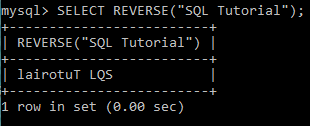 mysql> SELECT REVERSE("SQL Tutorial");
+-------------------------+
| REVERSE("SQL Tutorial") |
+-------------------------+
| lairotuT LQS            |
+-------------------------+
1 row in set (0.00 sec)